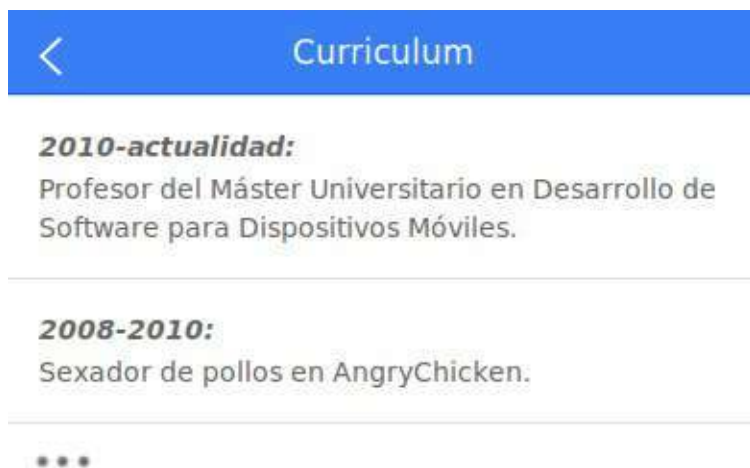 Curriculum
2010-actualidad:
Profesor del Máster Universitario en Desarrollo de
Software para Dispositivos Móviles.
2008-2010:
Sexador de pollos en AngryChicken.
...